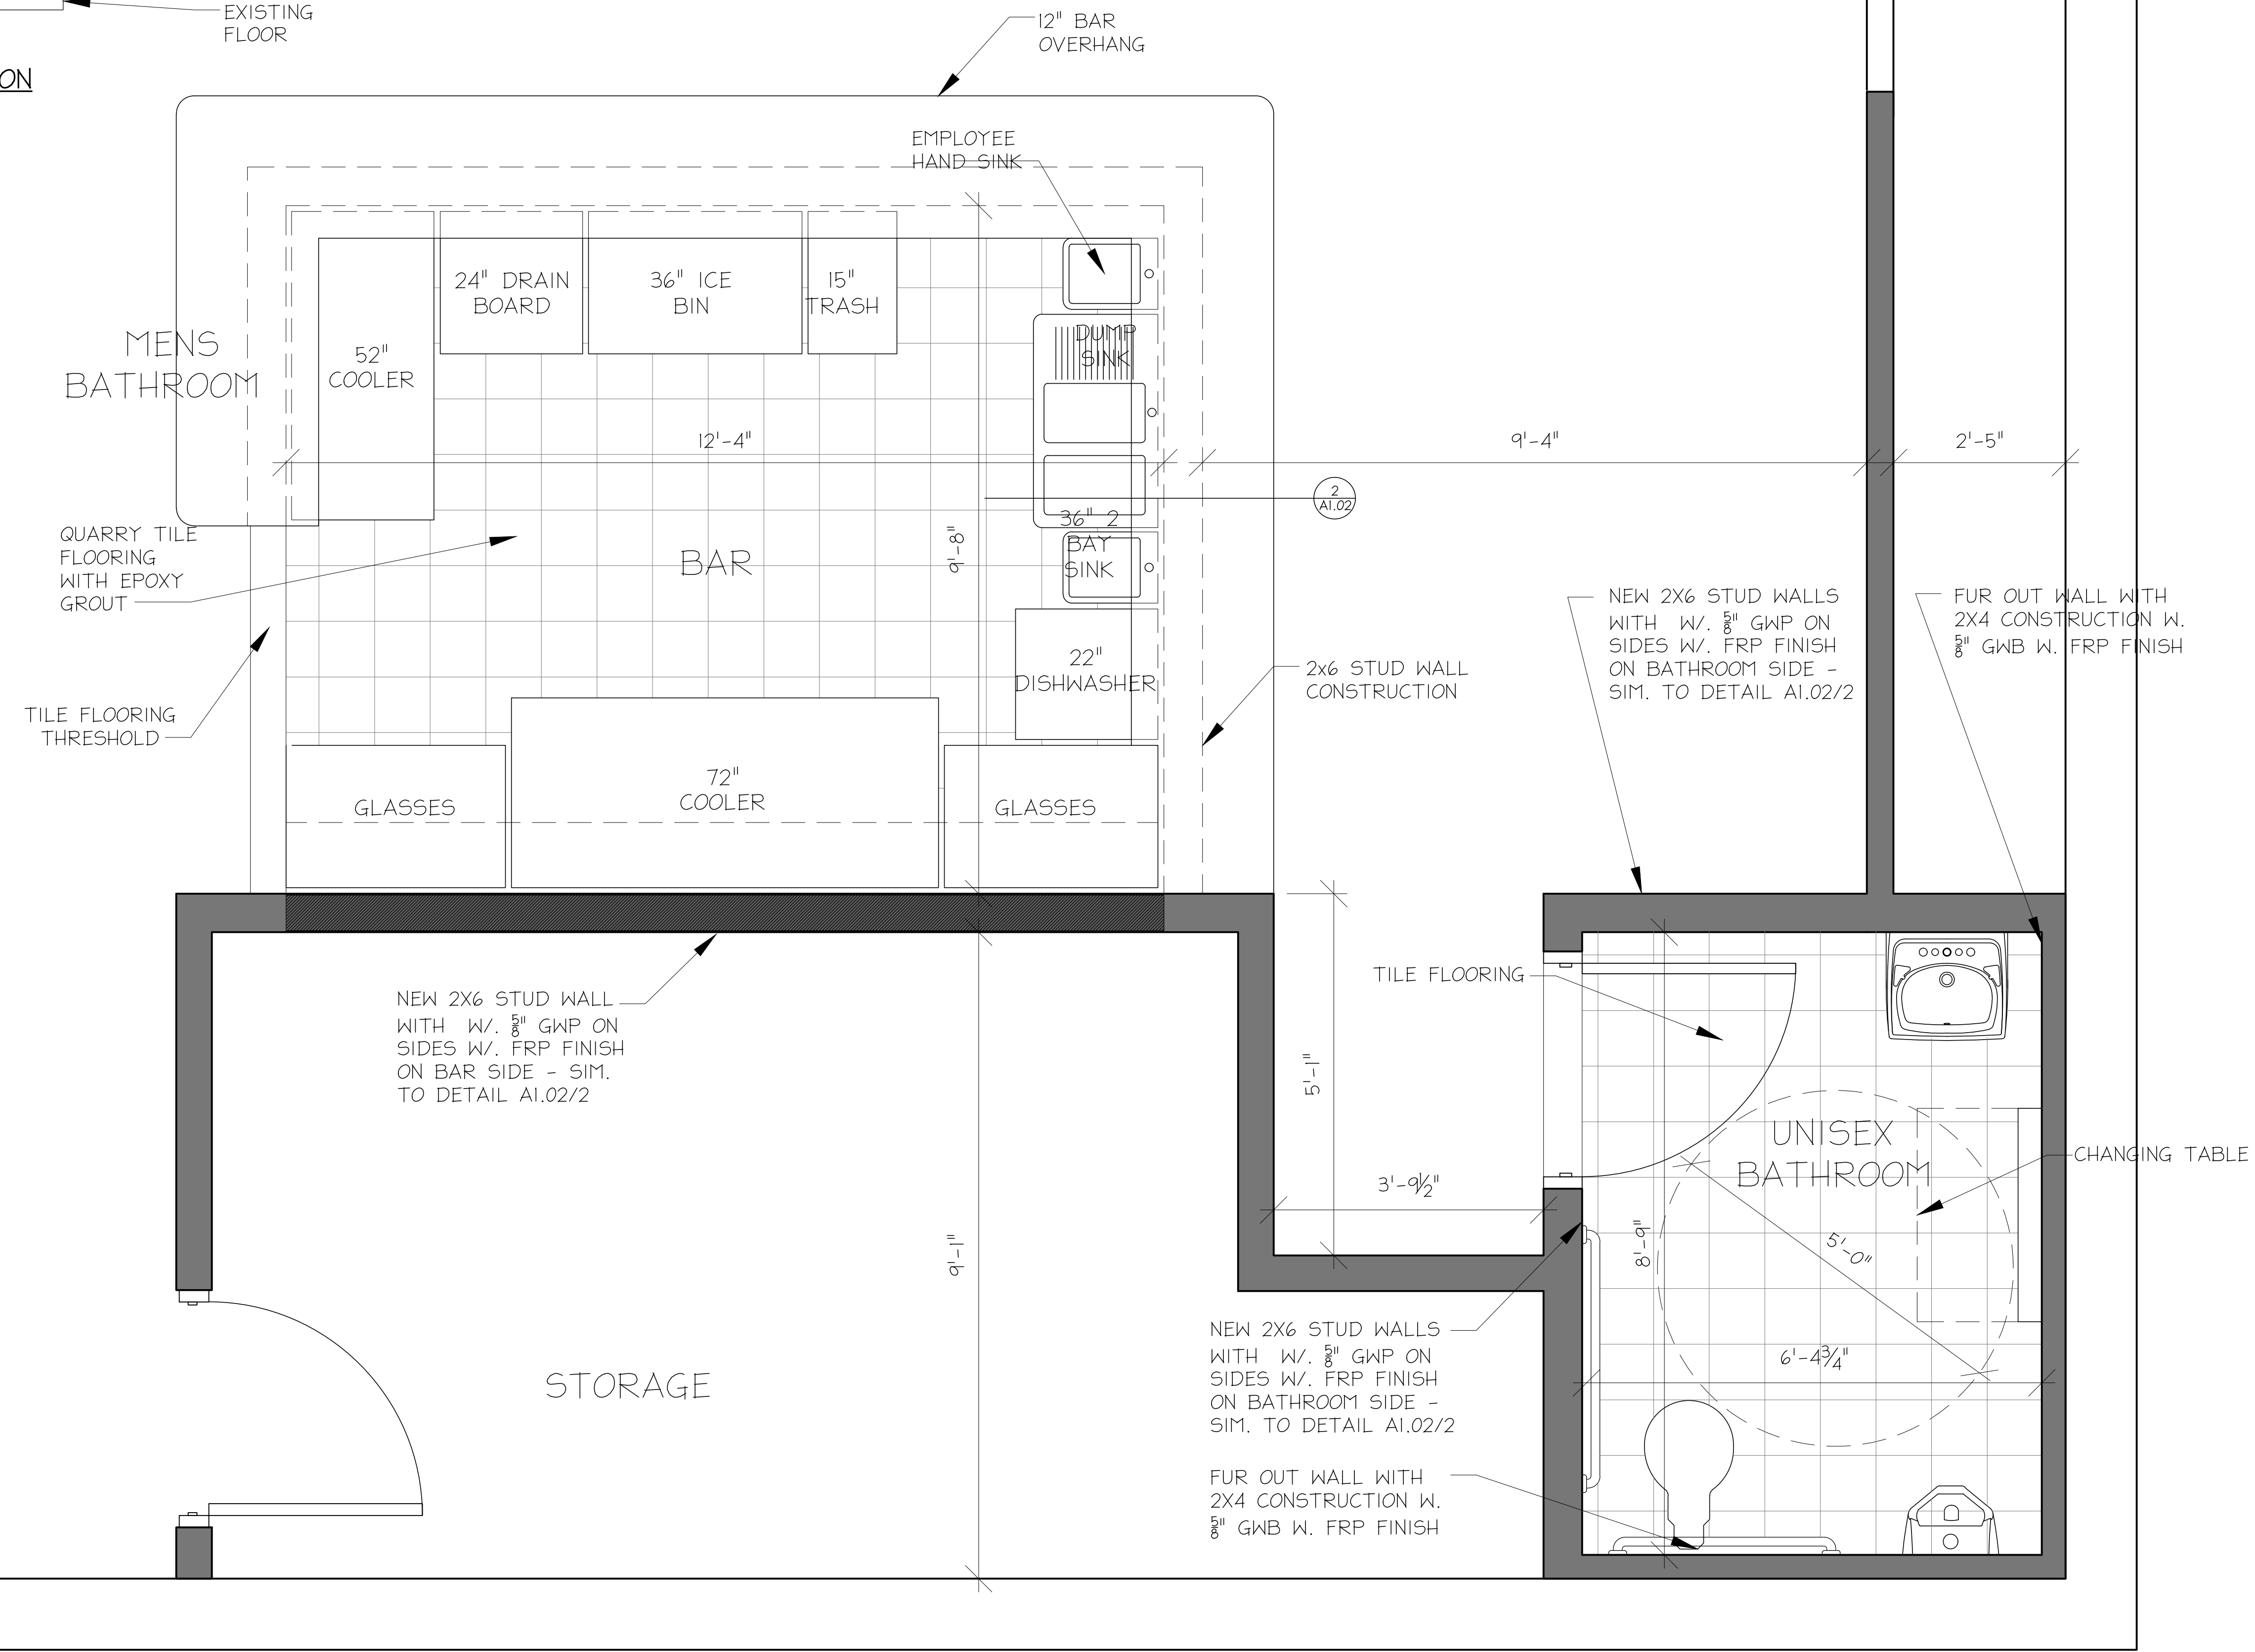 EXISTING
FLOOR
ON
12" BAR
OVERHANG
EMPLOYEE
HAND SINK
24" DRAIN
BOARD
36" ICE
BIN
15"
TRASH
DUMP
SINK
MENS
BATHROOM
52"
COOLER
12'-4"
9'-4"
2'-5"
2
A1.02
36" 2
BAY
SINK
QUARRY TILE
FLOORING
WITH EPOXY
GROUT
BAR
9'-8"
NEW 2X6 STUD WALLS
WITH W/. 5/8" GWP ON
SIDES W/. FRP FINISH
ON BATHROOM SIDE -
SIM. TO DETAIL A1.02/2
FUR OUT WALL WITH
2X4 CONSTRUCTION W.
5/8" GWB W. FRP FINISH
22"
DISHWASHER
2x6 STUD WALL
CONSTRUCTION
TILE FLOORING
THRESHOLD
GLASSES
72"
COOLER
GLASSES
NEW 2X6 STUD WALL
WITH W/. 5/8" GWP ON
SIDES W/. FRP FINISH
ON BAR SIDE - SIM.
TO DETAIL A1.02/2
TILE FLOORING
5'-1"
UNISEX
BATHROOM
CHANGING TABLE
3'-9 1/2"
9'-1"
8'-9"
5'-0"
6'-4 3/4"
STORAGE
NEW 2X6 STUD WALLS
WITH W/. 5/8" GWP ON
SIDES W/. FRP FINISH
ON BATHROOM SIDE -
SIM. TO DETAIL A1.02/2
FUR OUT WALL WITH
2X4 CONSTRUCTION W.
5/8" GWB W. FRP FINISH